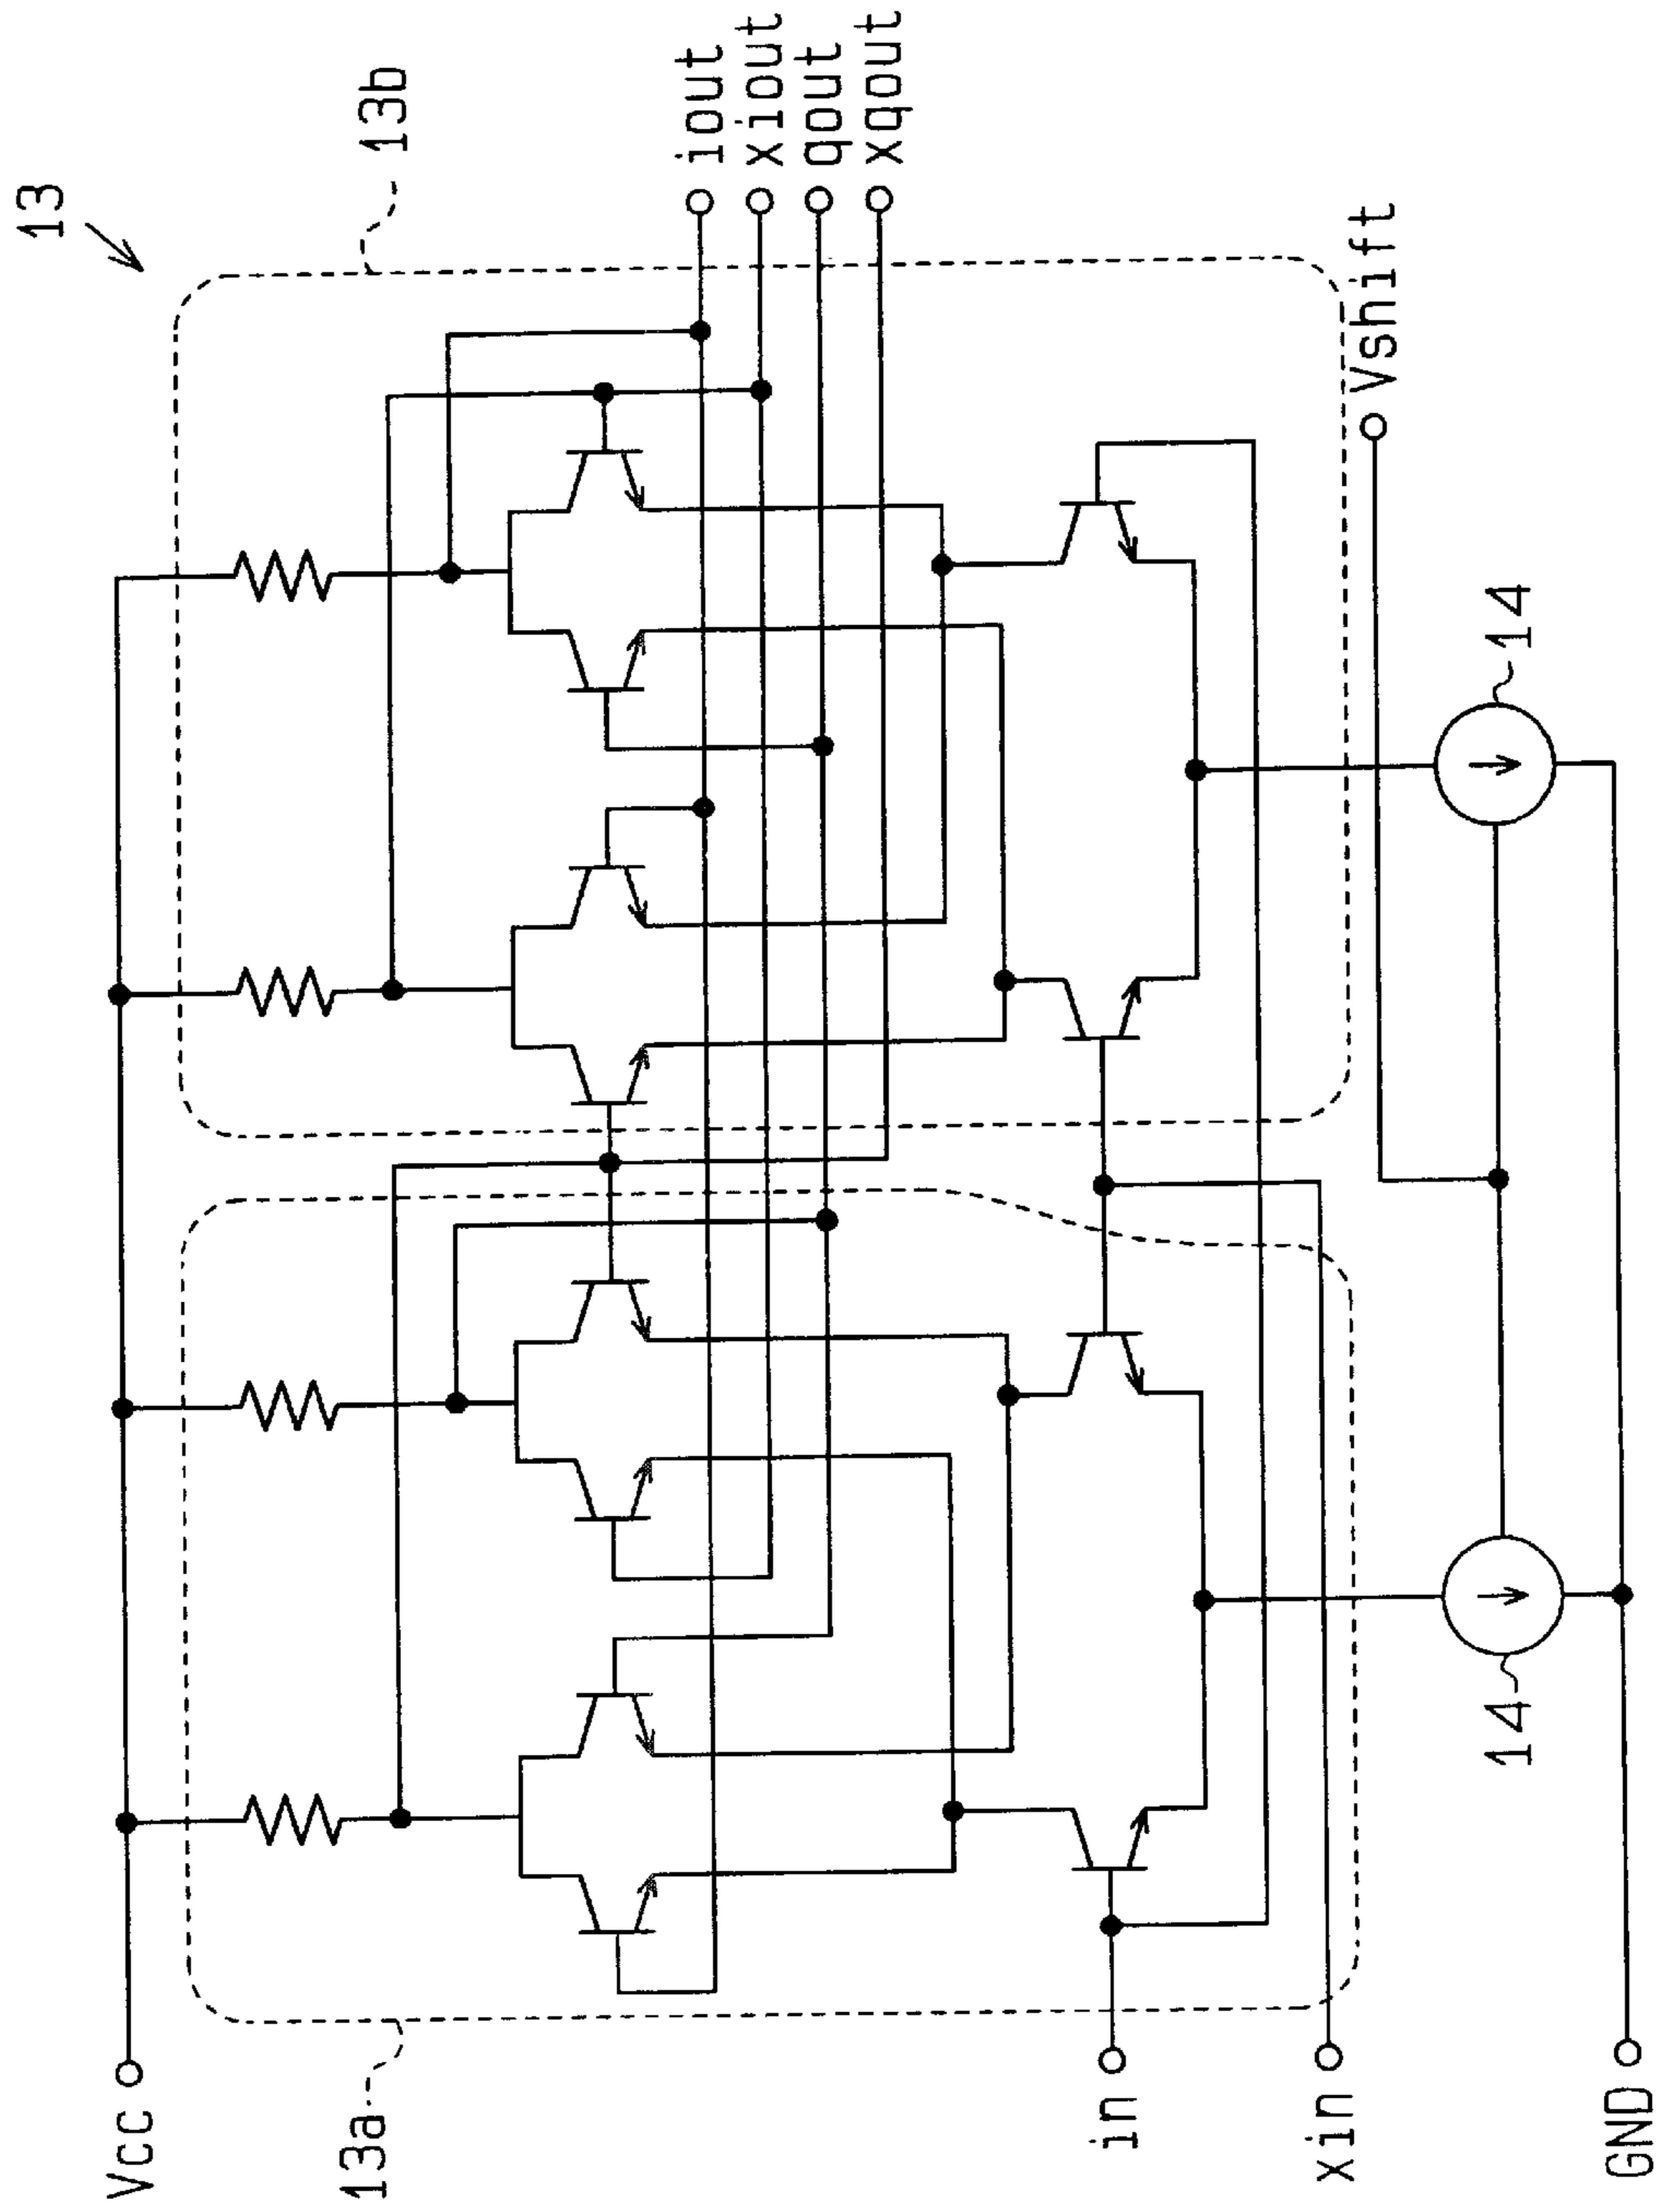 13
13b
iout
xiout
qout
xqout
Vshift
14
14
Vcc
13a
in
xin
GND